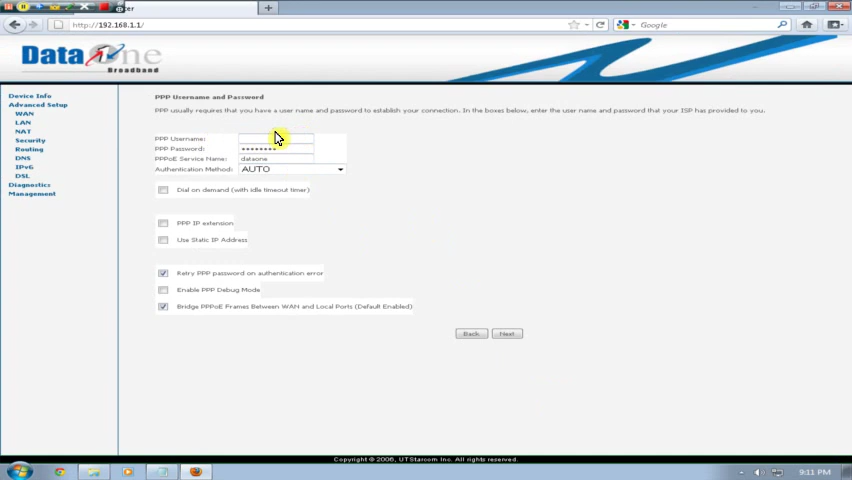 http://192.168.1.1/
Google
DataOne
Broadband
Device Info
Advanced Setup
WAN
LAN
NAT
Security
Routing
DNS
IPv6
DSL
Diagnostics
Management
PPP Username and Password
PPP usually requires that you have a user name and password to establish your connection. In the boxes below, enter the user name and password that your ISP has provided to you.
PPP Username:
PPP Password: ********
PPPoE Service Name: dataone
Authentication Method: AUTO
Dial on demand (with idle timeout timer)
PPP IP extension
Use Static IP Address
Retry PPP password on authentication error
Enable PPP Debug Mode
Bridge PPPoE Frames Between WAN and Local Ports (Default Enabled)
Back Next
Copyright © 2006, UTStarcom Inc. All rights reserved.
9:11 PM